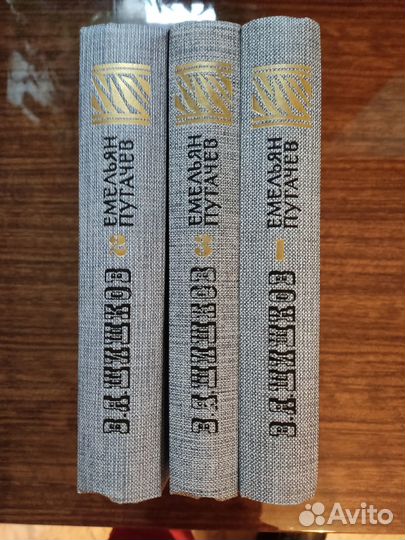 В.Я. ШИШКОВ
2
ЕМЕЛЬЯН
ПУГАЧЕВ
В.Я. ШИШКОВ
3
ЕМЕЛЬЯН
ПУГАЧЕВ
В.Я. ШИШКОВ
1
ЕМЕЛЬЯН
ПУГАЧЕВ
Avito